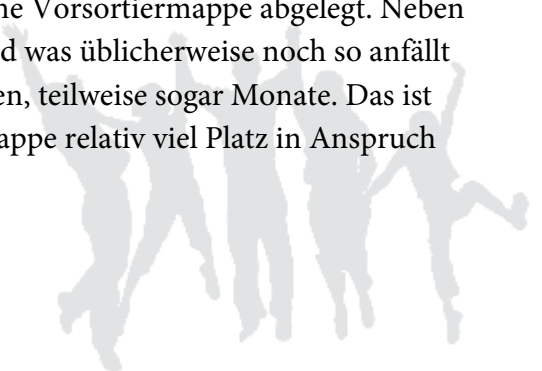 ne Vorsortiermappe abgelegt. Neben
d was üblicherweise noch so anfällt
en, teilweise sogar Monate. Das ist
appe relativ viel Platz in Anspruch